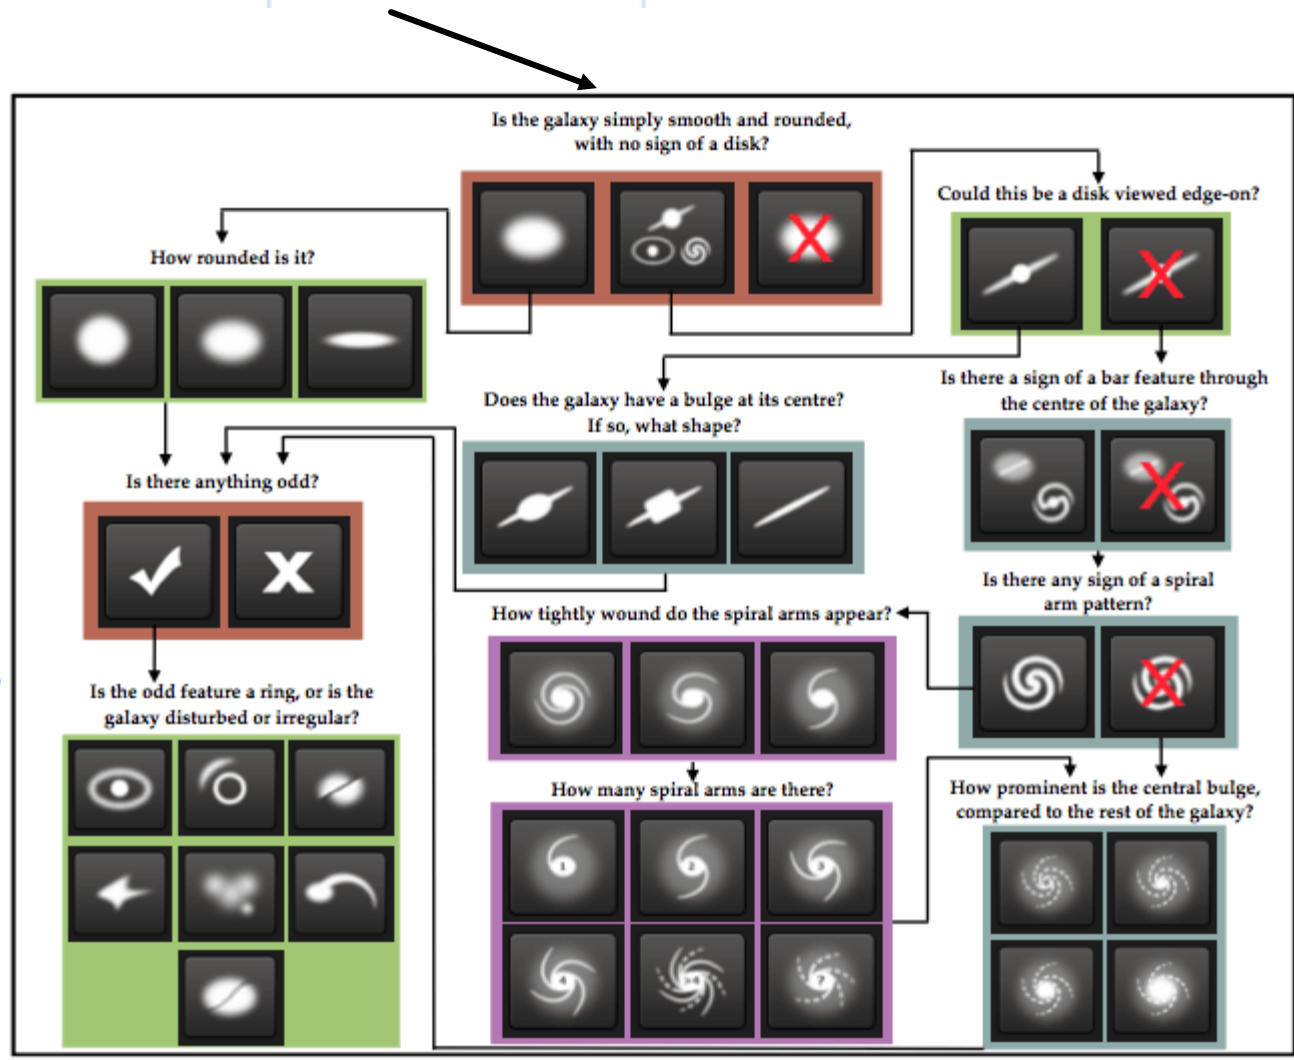 Is the galaxy simply smooth and rounded,
with no sign of a disk?
Could this be a disk viewed edge-on?
How rounded is it?
Is there a sign of a bar feature through
the centre of the galaxy?
Does the galaxy have a bulge at its centre?
If so, what shape?
Is there anything odd?
Is there any sign of a spiral
arm pattern?
How tightly wound do the spiral arms appear?
Is the odd feature a ring, or is the
galaxy disturbed or irregular?
How many spiral arms are there?
How prominent is the central bulge,
compared to the rest of the galaxy?
1
2
3
4
>4
?